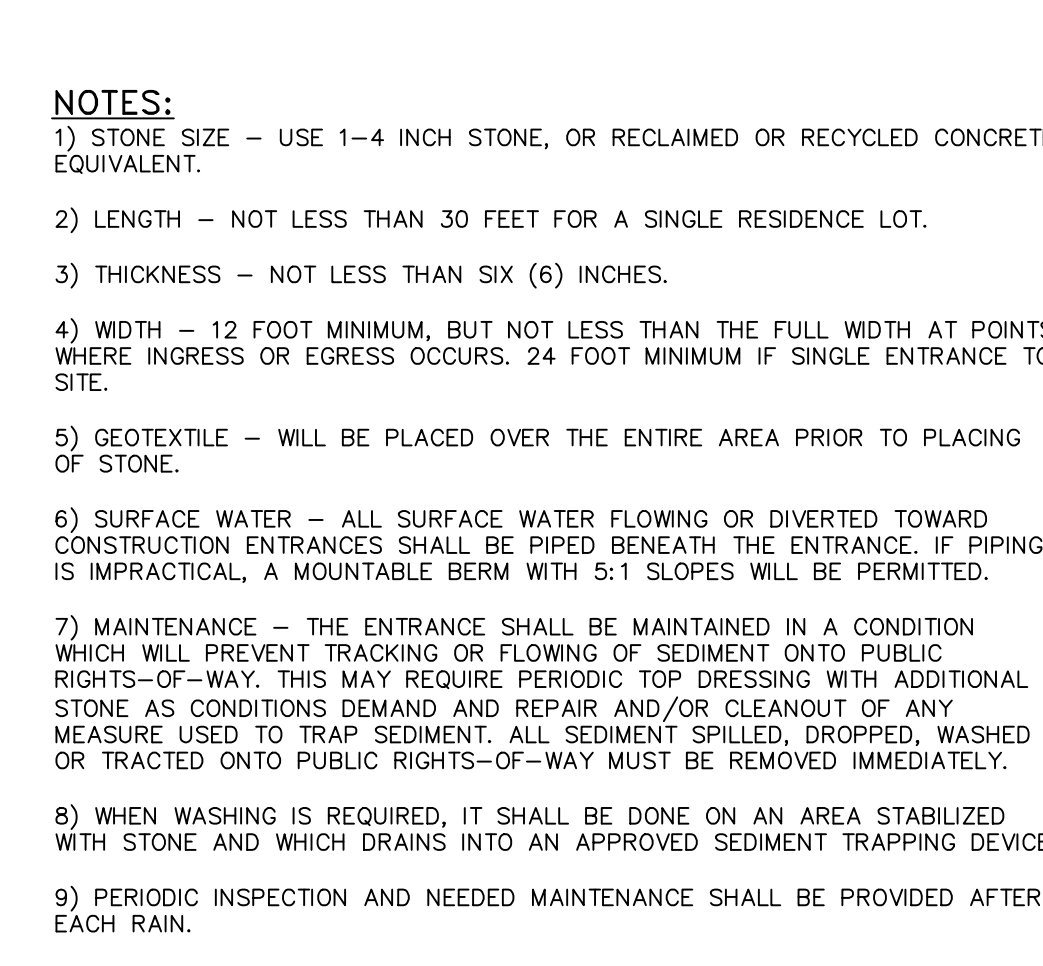 NOTES:
1) STONE SIZE – USE 1–4 INCH STONE, OR RECLAIMED OR RECYCLED CONCRETE
EQUIVALENT.
2) LENGTH – NOT LESS THAN 30 FEET FOR A SINGLE RESIDENCE LOT.
3) THICKNESS – NOT LESS THAN SIX (6) INCHES.
4) WIDTH – 12 FOOT MINIMUM, BUT NOT LESS THAN THE FULL WIDTH AT POINTS
WHERE INGRESS OR EGRESS OCCURS. 24 FOOT MINIMUM IF SINGLE ENTRANCE TO
SITE.
5) GEOTEXTILE – WILL BE PLACED OVER THE ENTIRE AREA PRIOR TO PLACING
OF STONE.
6) SURFACE WATER – ALL SURFACE WATER FLOWING OR DIVERTED TOWARD
CONSTRUCTION ENTRANCES SHALL BE PIPED BENEATH THE ENTRANCE. IF PIPING
IS IMPRACTICAL, A MOUNTABLE BERM WITH 5:1 SLOPES WILL BE PERMITTED.
7) MAINTENANCE – THE ENTRANCE SHALL BE MAINTAINED IN A CONDITION
WHICH WILL PREVENT TRACKING OR FLOWING OF SEDIMENT ONTO PUBLIC
RIGHTS–OF–WAY. THIS MAY REQUIRE PERIODIC TOP DRESSING WITH ADDITIONAL
STONE AS CONDITIONS DEMAND AND REPAIR AND/OR CLEANOUT OF ANY
MEASURE USED TO TRAP SEDIMENT. ALL SEDIMENT SPILLED, DROPPED, WASHED
OR TRACTED ONTO PUBLIC RIGHTS–OF–WAY MUST BE REMOVED IMMEDIATELY.
8) WHEN WASHING IS REQUIRED, IT SHALL BE DONE ON AN AREA STABILIZED
WITH STONE AND WHICH DRAINS INTO AN APPROVED SEDIMENT TRAPPING DEVICE
9) PERIODIC INSPECTION AND NEEDED MAINTENANCE SHALL BE PROVIDED AFTER
EACH RAIN.